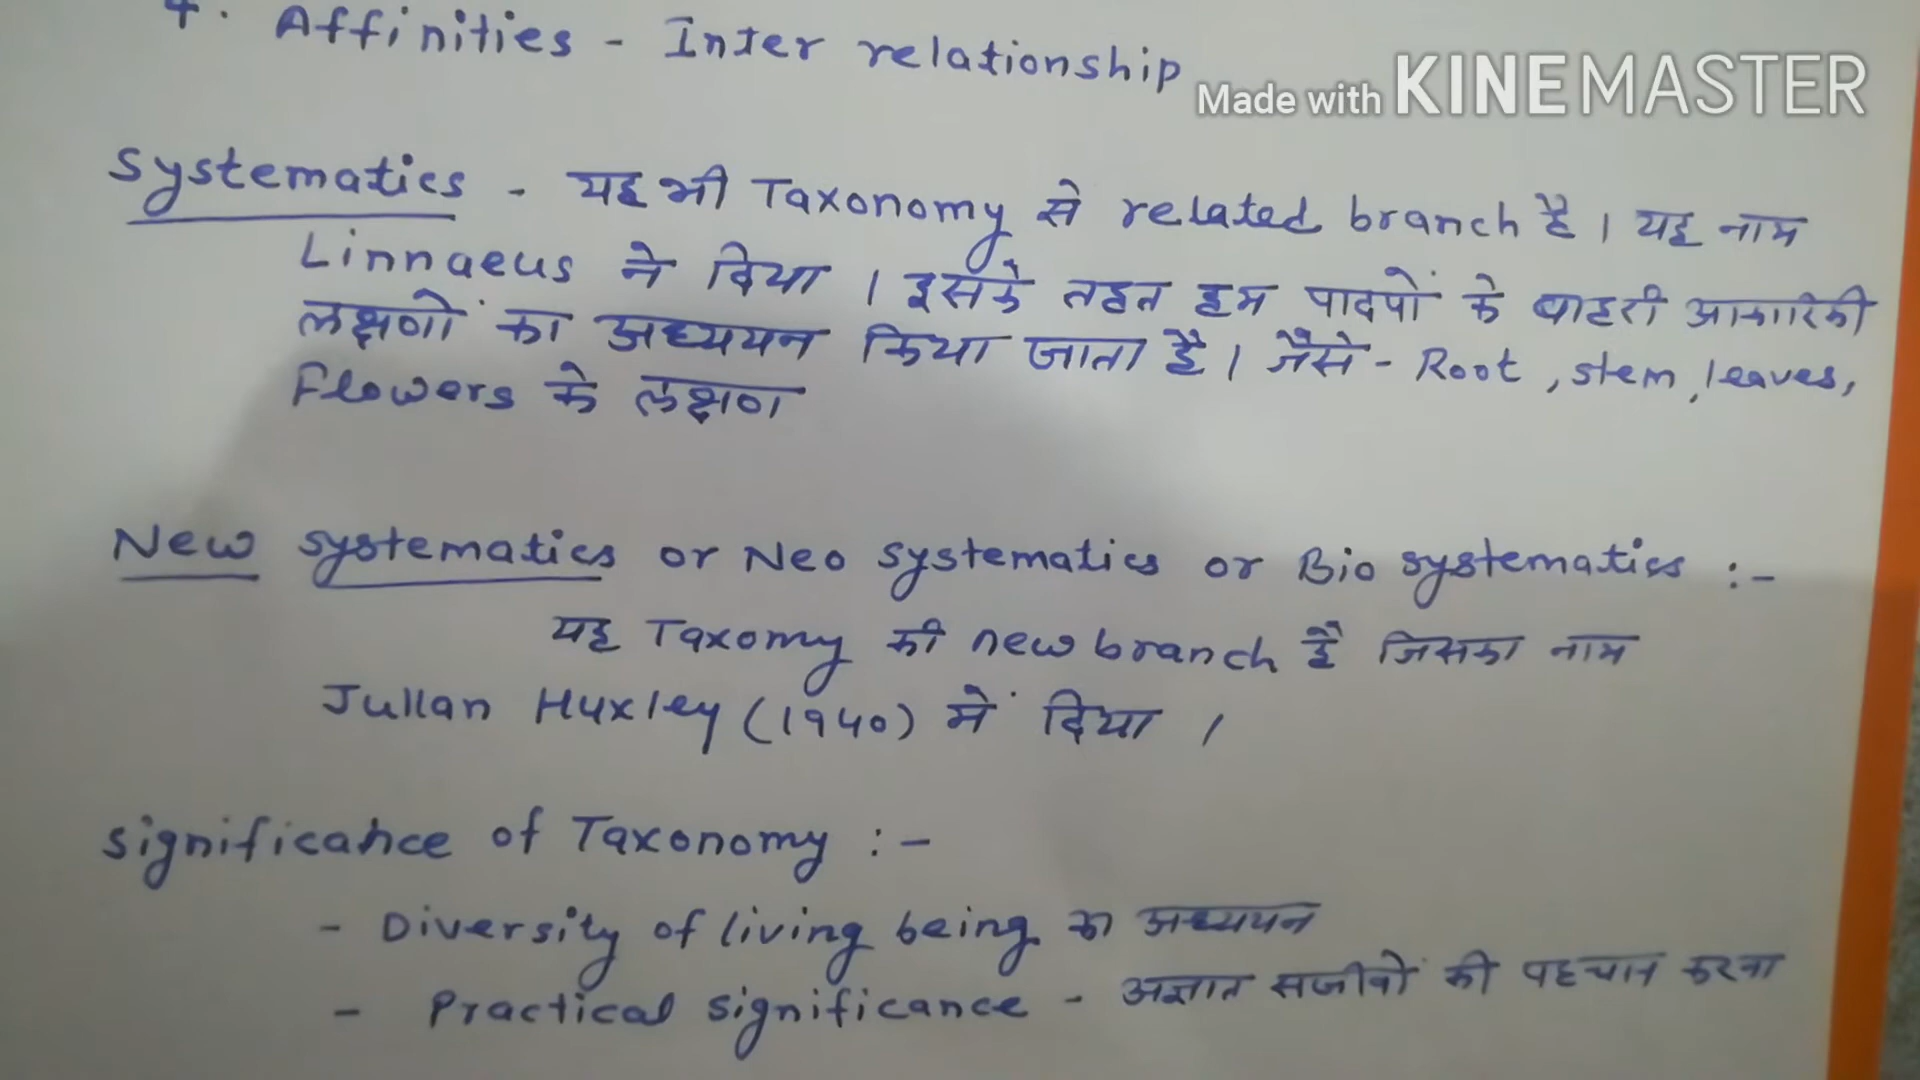 4. Affinities - Inter relationship
Made with KINEMASTER
Systematics - यह भी Taxonomy से related branch है। यह नाम
Linnaeus ने दिया । इसके तहत हम पादपों के बाहरी आकारिकी
लक्षणों का अध्ययन किया जाता है। जैसे - Root, stem, leaves,
Flowers के लक्षण
New systematics or Neo systematics or Bio systematics :-
यह Taxomy की new branch है जिसका नाम
Jullan Huxley (1940) में दिया ।
significance of Taxonomy :-
- Diversity of living being का अध्ययन
- Practical significance - अज्ञात सजीवों की पहचान करना